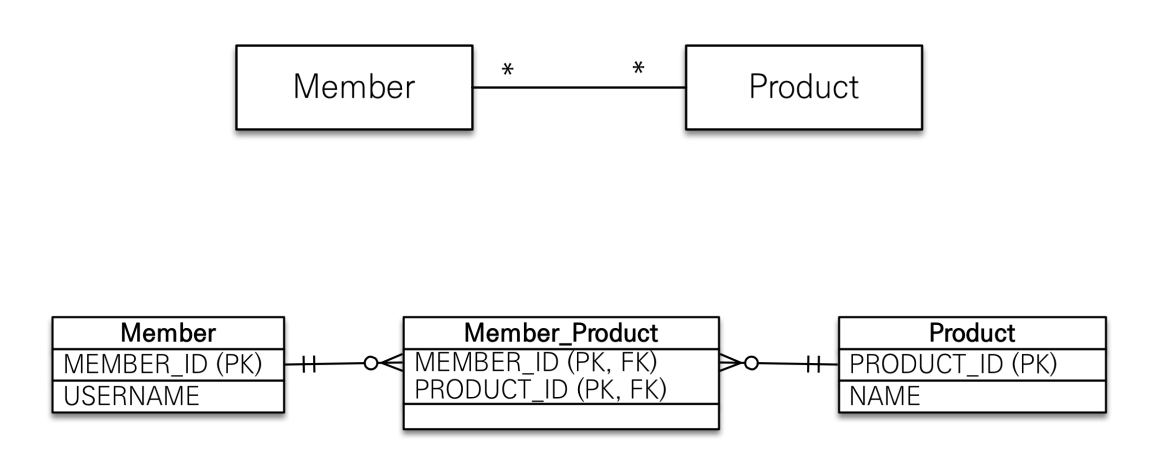 Member
*
*
Product
Member
MEMBER_ID (PK)
USERNAME
Member_Product
MEMBER_ID (PK, FK)
PRODUCT_ID (PK, FK)
Product
PRODUCT_ID (PK)
NAME